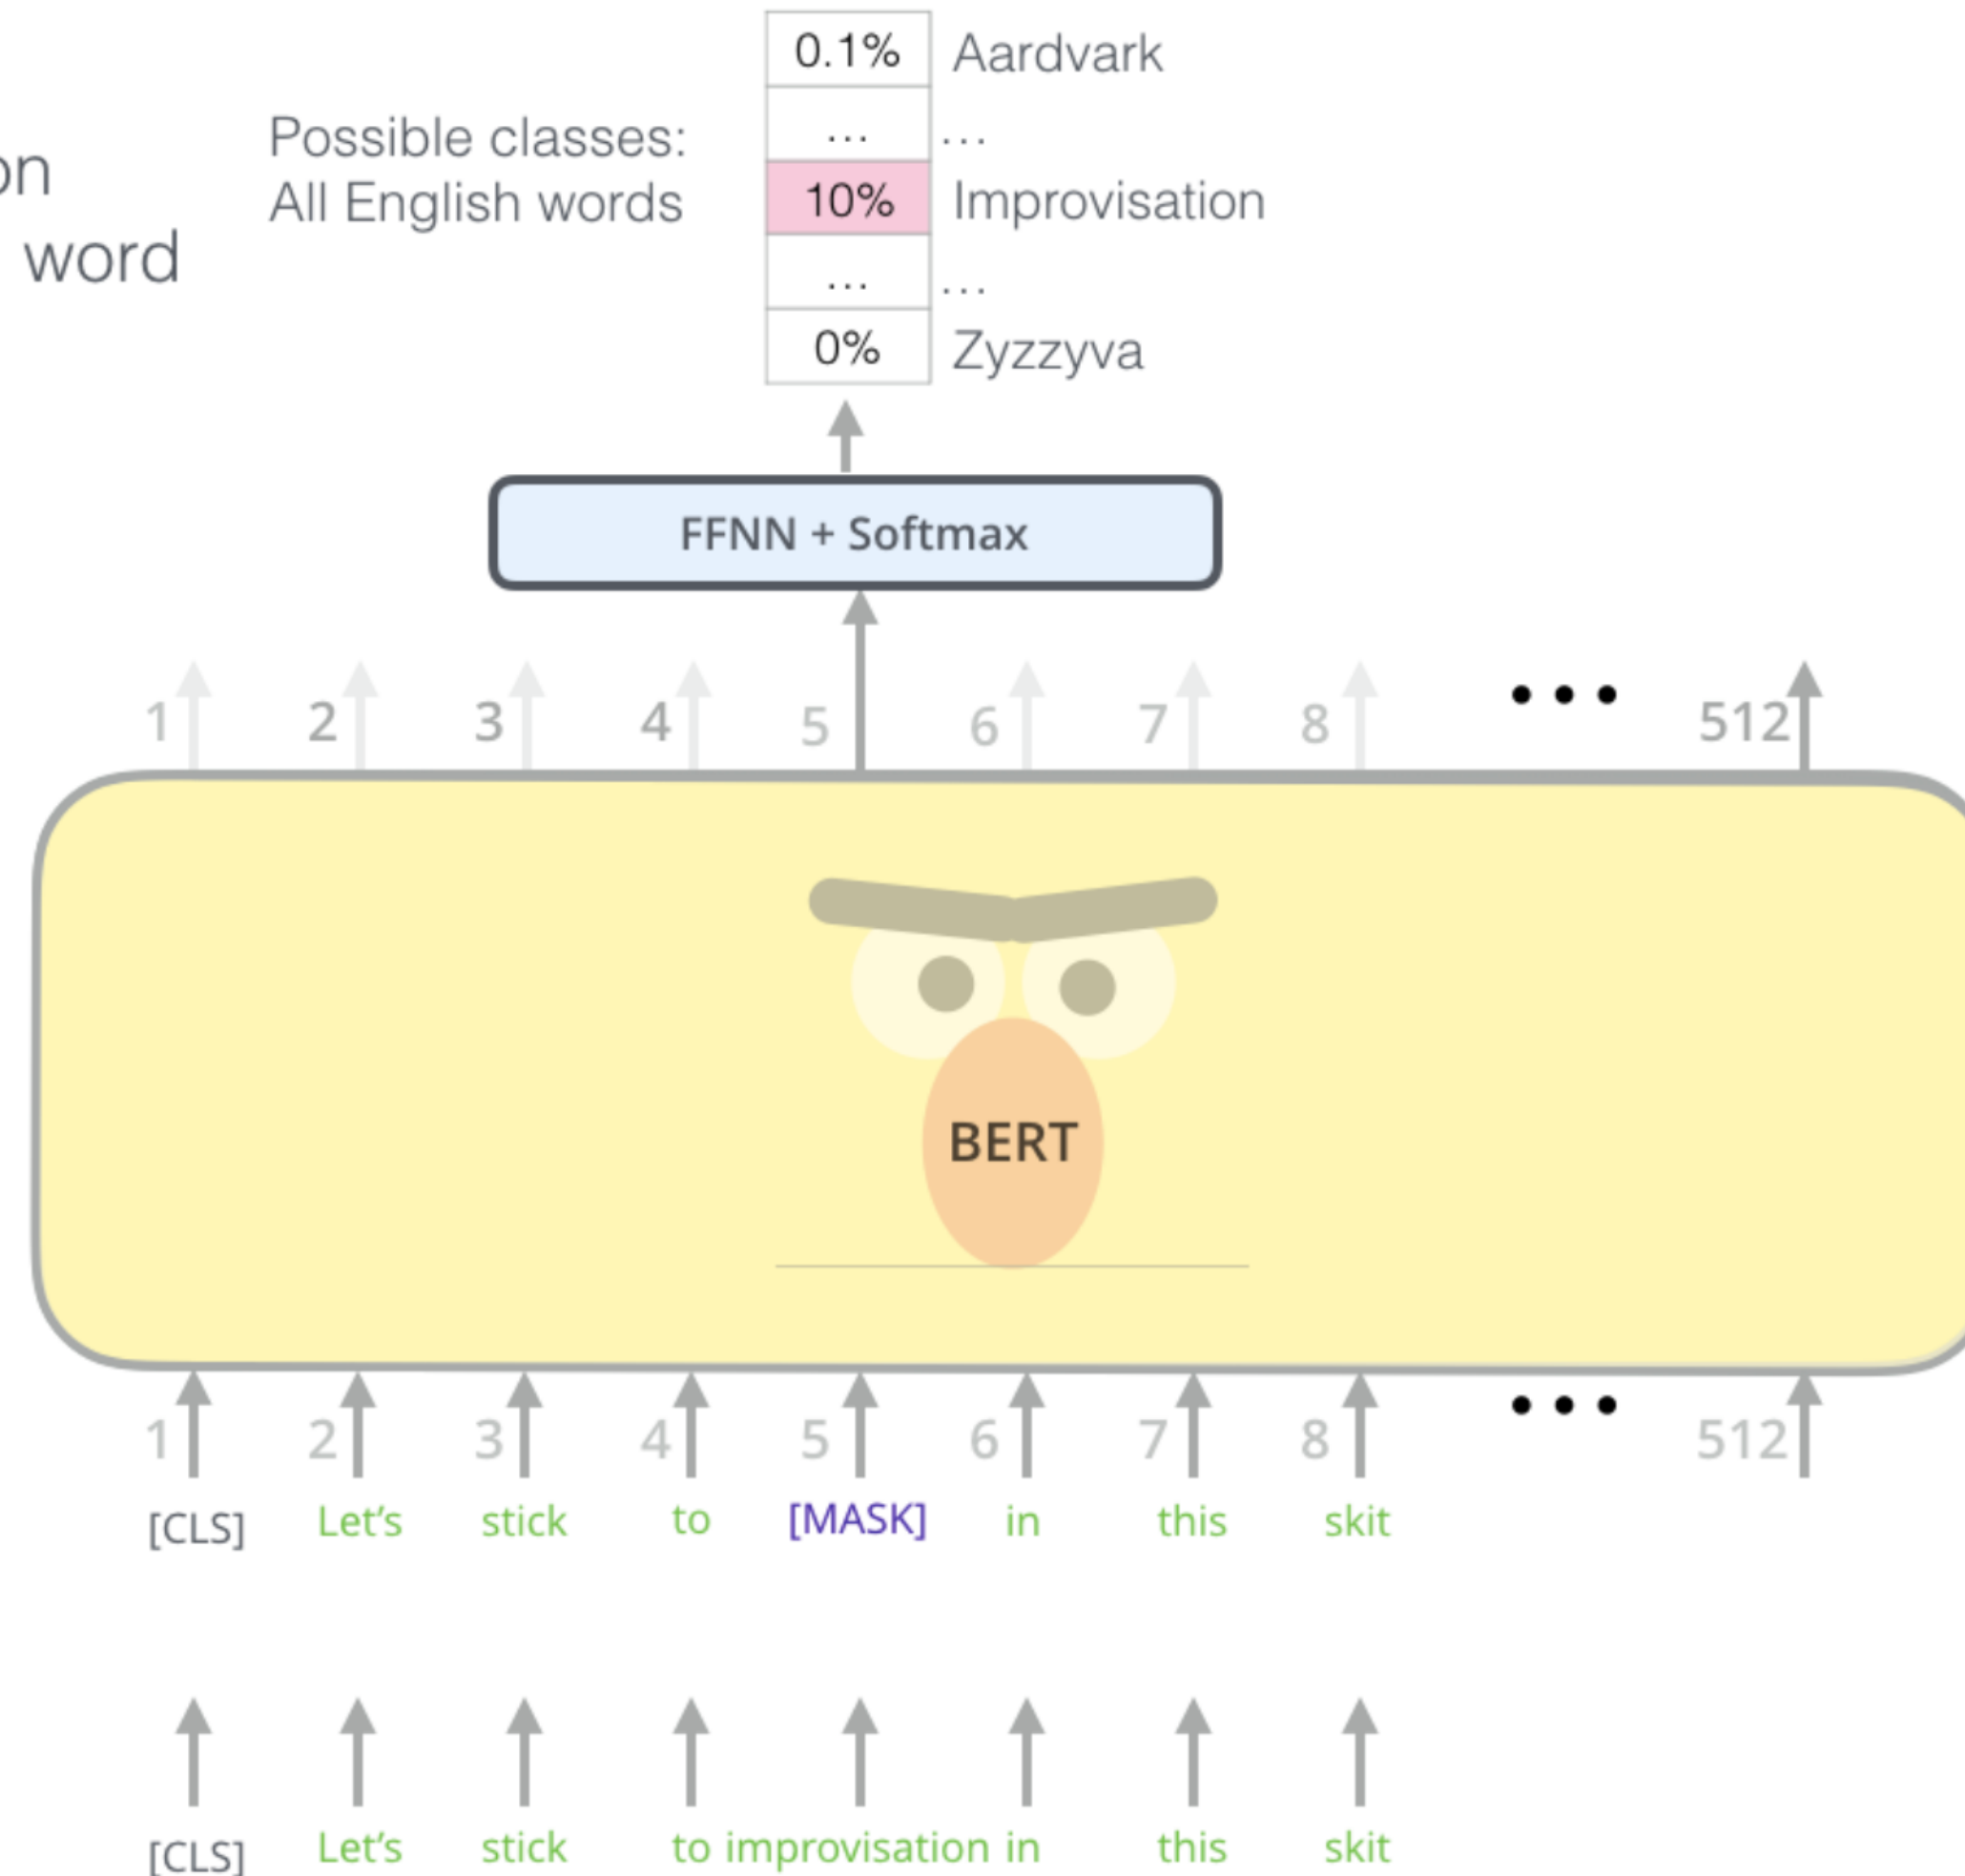 0.1% Aardvark
... ...
Possible classes:
on
10% Improvisation
All English words
word
... ...
0% Zyzzyva
FFNN + Softmax
1 2 3 4 5 6 7 8 ••• 512
BERT
1 2 3 4 5 6 7 8 ••• 512
[CLS] Let's stick to [MASK] in this skit
[CLS] Let's stick to improvisation in this skit